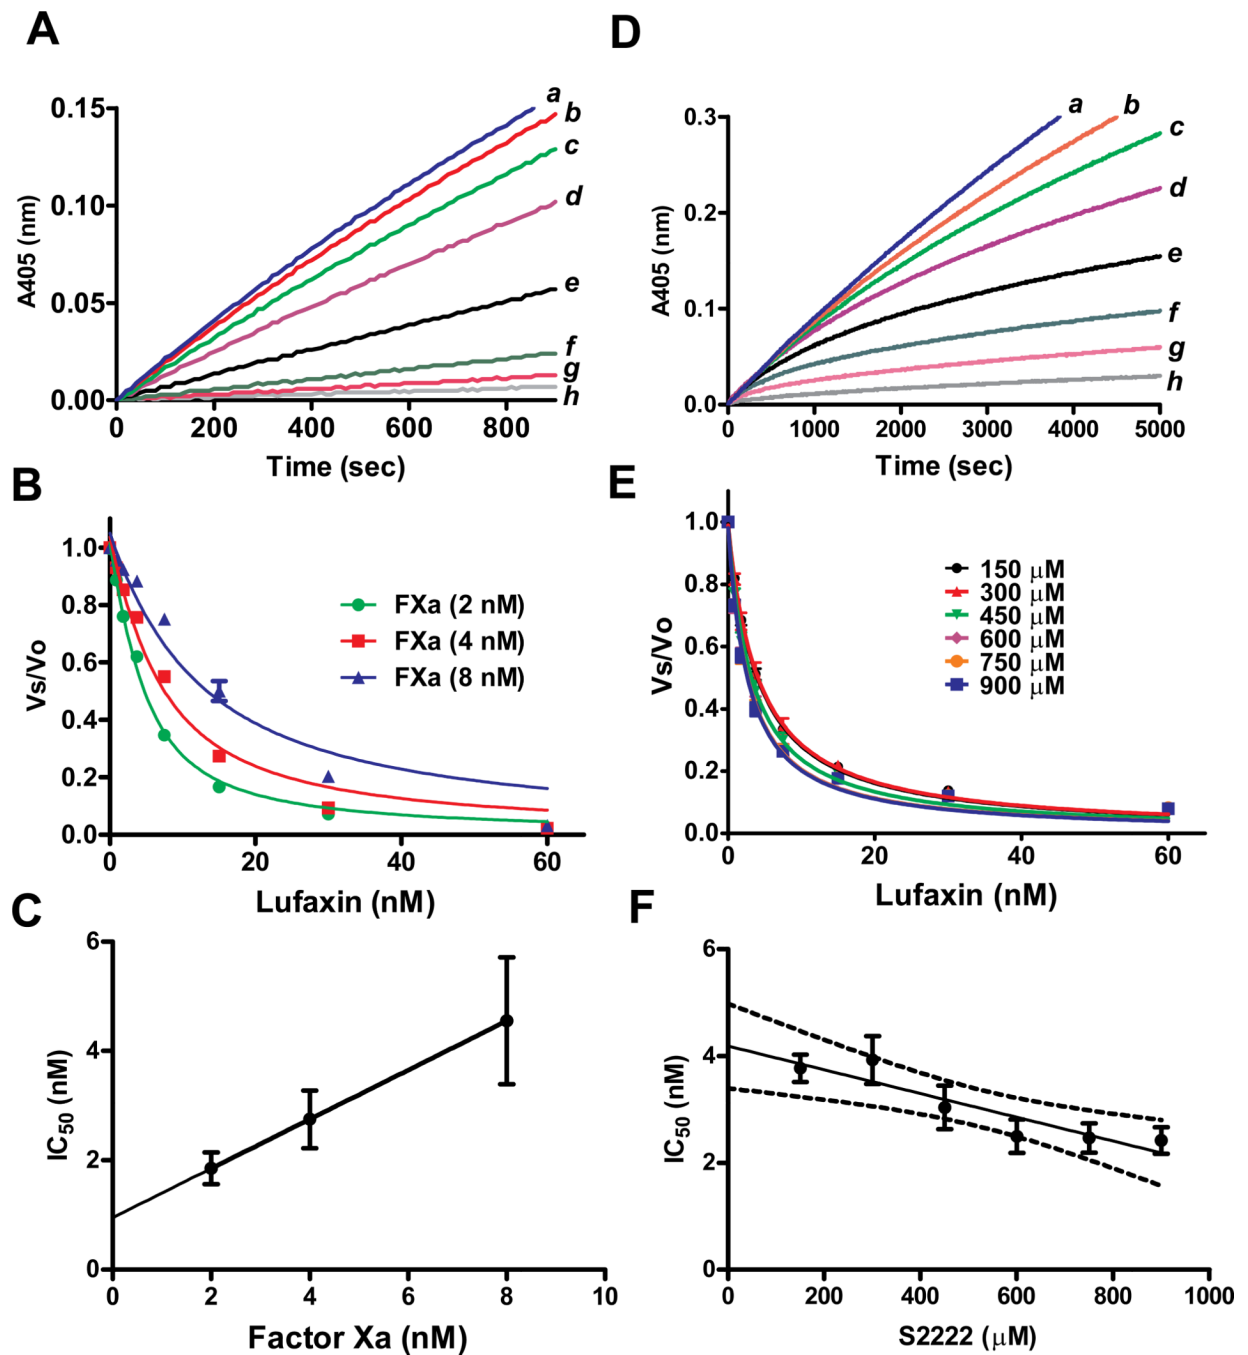 A
A405 (nm)
0.15
0.10
0.05
0.00
a
b
c
d
e
f
g
h
0
200
400
600
800
Time (sec)
D
A405 (nm)
0.3
0.2
0.1
0.0
a
b
c
d
e
f
g
h
0
1000
2000
3000
4000
5000
Time (sec)
B
Vs/Vo
1.0
0.8
0.6
0.4
0.2
0.0
FXa (2 nM)
FXa (4 nM)
FXa (8 nM)
0
20
40
60
Lufaxin (nM)
E
Vs/Vo
1.0
0.8
0.6
0.4
0.2
0.0
150 μM
300 μM
450 μM
600 μM
750 μM
900 μM
0
20
40
60
Lufaxin (nM)
C
IC50 (nM)
6
4
2
0
0
2
4
6
8
10
Factor Xa (nM)
F
IC50 (nM)
6
4
2
0
0
200
400
600
800
1000
S2222 (μM)